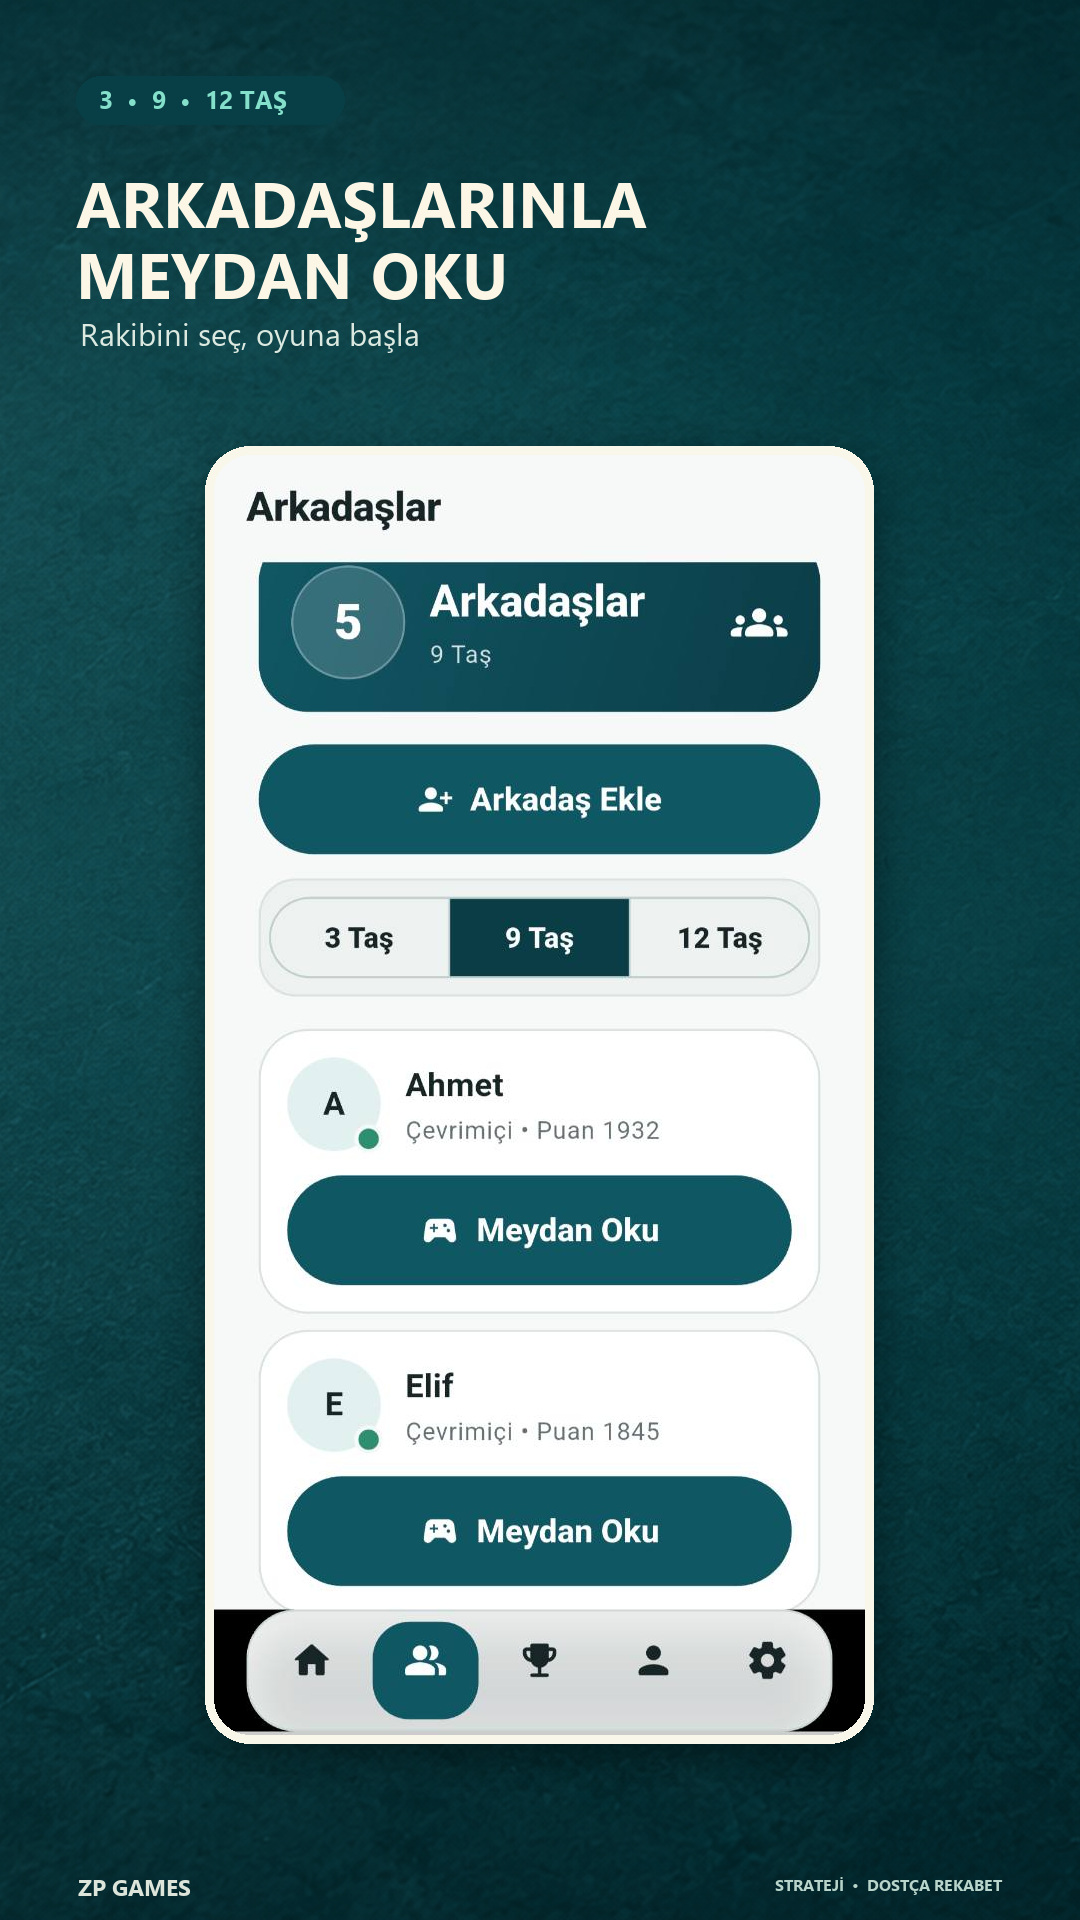 3 • 9 • 12 TAŞ
ARKADAŞLARINLA
MEYDAN OKU
Rakibini seç, oyuna başla
Arkadaşlar
5
Arkadaşlar
9 Taş
Arkadaş Ekle
3 Taş
9 Taş
12 Taş
A
Ahmet
Çevrimiçi • Puan 1932
Meydan Oku
E
Elif
Çevrimiçi • Puan 1845
Meydan Oku
ZP GAMES
STRATEJİ • DOSTÇA REKABET